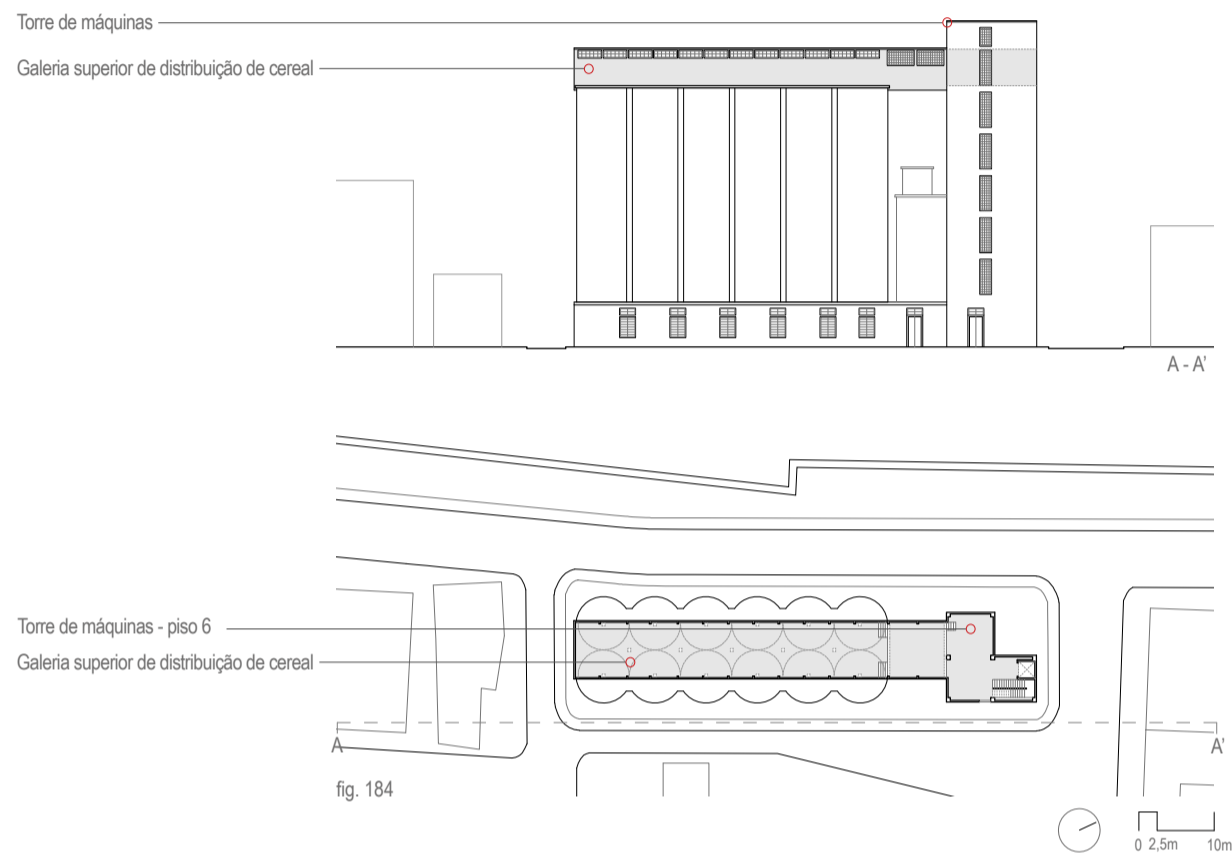 Torre de máquinas
Galeria superior de distribuição de cereal
A - A'
Torre de máquinas - piso 6
Galeria superior de distribuição de cereal
A
A'
fig. 184
0 2,5m 10m